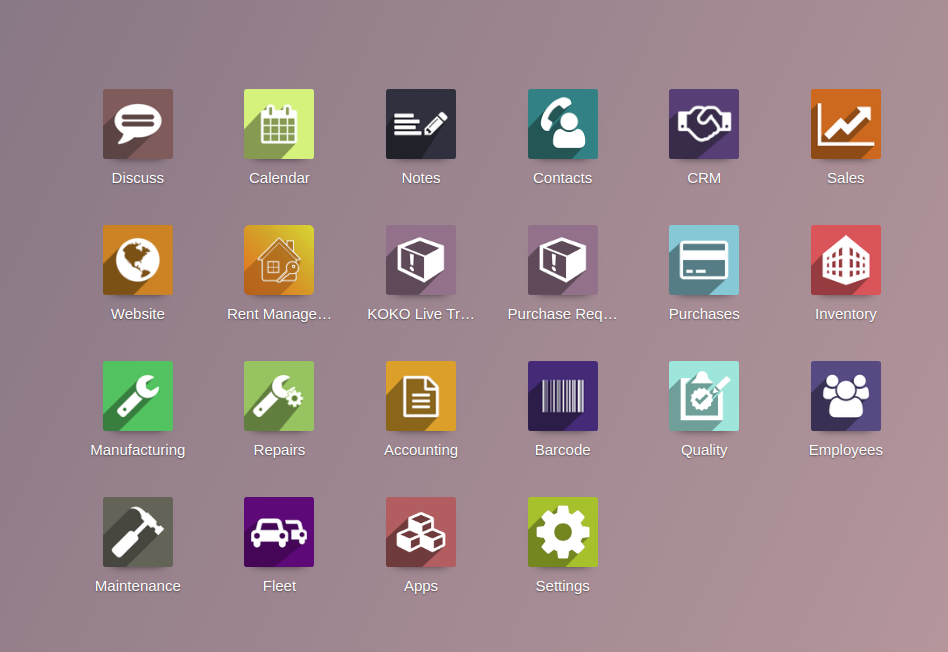 Discuss
Calendar
Notes
Contacts
CRM
Sales
Website
Rent Manage...
KOKO Live Tr...
Purchase Req...
Purchases
Inventory
Manufacturing
Repairs
Accounting
Barcode
Quality
Employees
Maintenance
Fleet
Apps
Settings